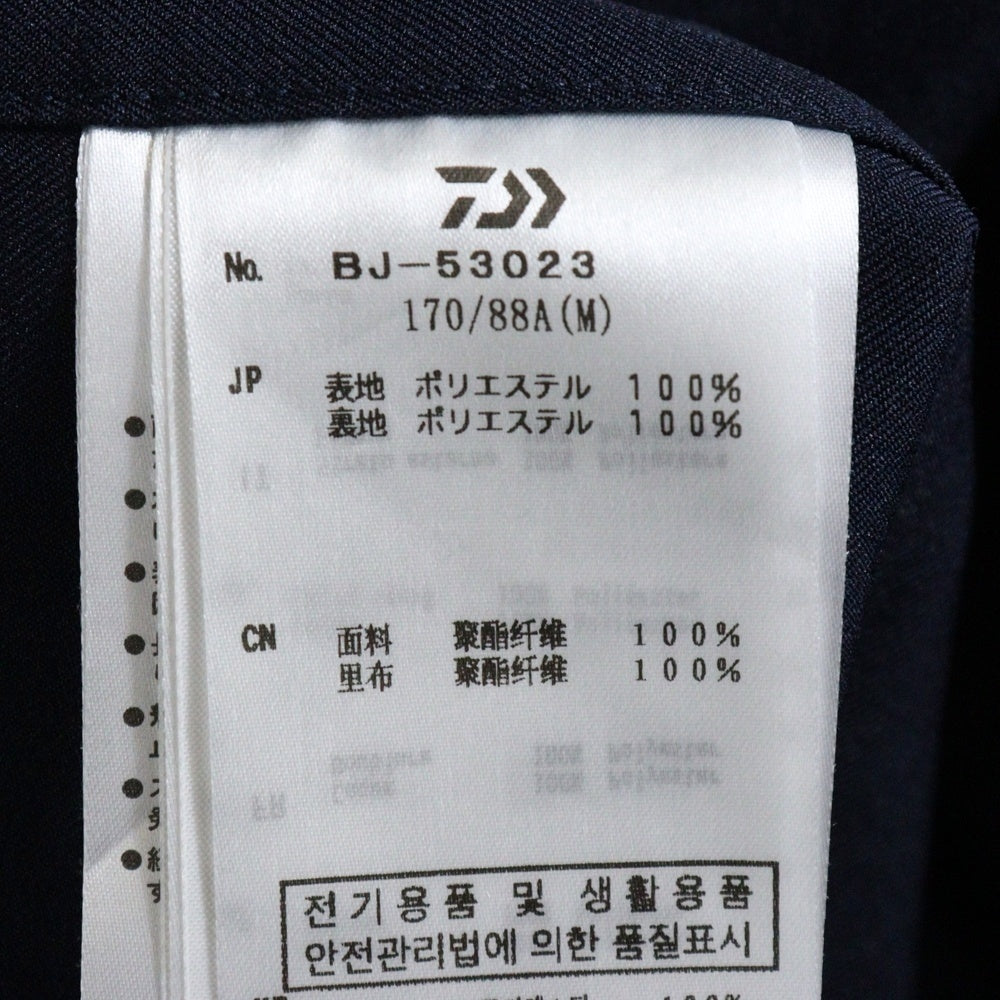 No. BJ-53023
170/88A(M)
JP 表地 ポリエステル 100%
裏地 ポリエステル 100%
CN 面料 聚酯纤维 100%
里布 聚酯纤维 100%
전기용품 및 생활용품
안전관리법에 의한 품질표시